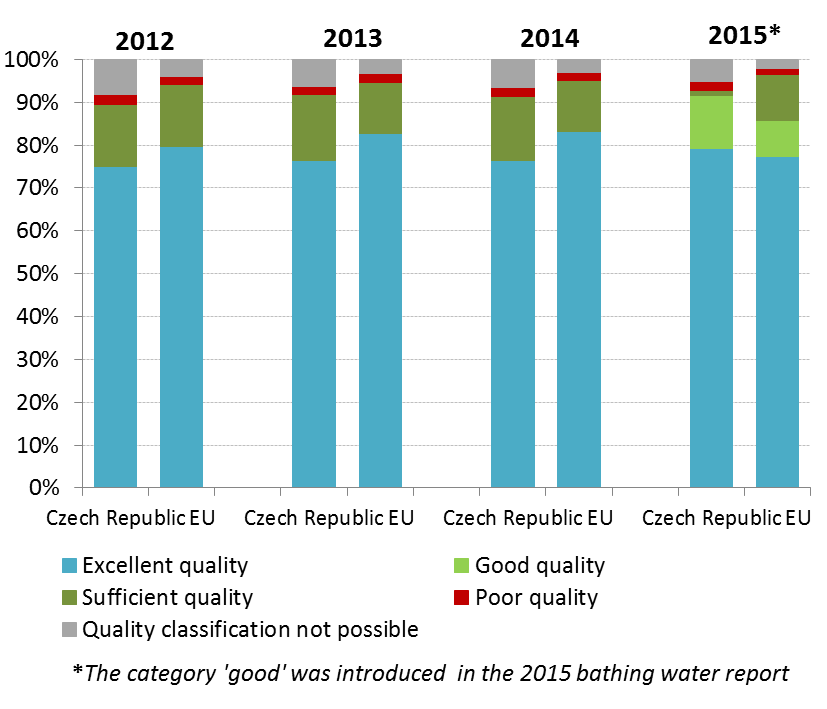 2012 2013 2014 2015*
100%
90%
80%
70%
60%
50%
40%
30%
20%
10%
0%
Czech Republic EU Czech Republic EU Czech Republic EU Czech Republic EU
Excellent quality Good quality
Sufficient quality Poor quality
Quality classification not possible
*The category 'good' was introduced in the 2015 bathing water report